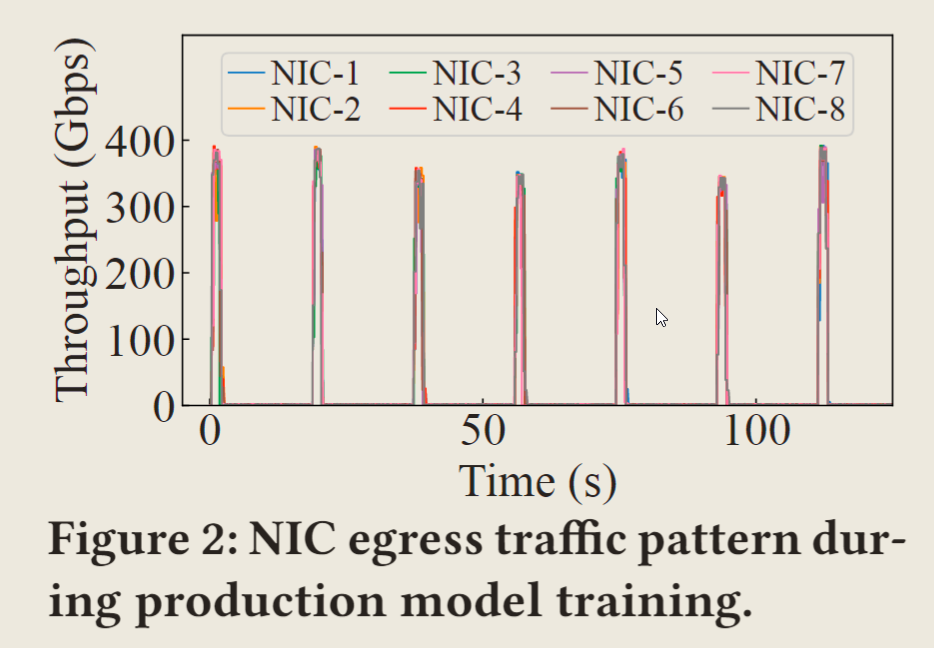 Throughput (Gbps)
NIC-1 NIC-3 NIC-5 NIC-7
NIC-2 NIC-4 NIC-6 NIC-8
400
300
200
100
0
0 50 100
Time (s)
Figure 2: NIC egress traffic pattern dur-
ing production model training.